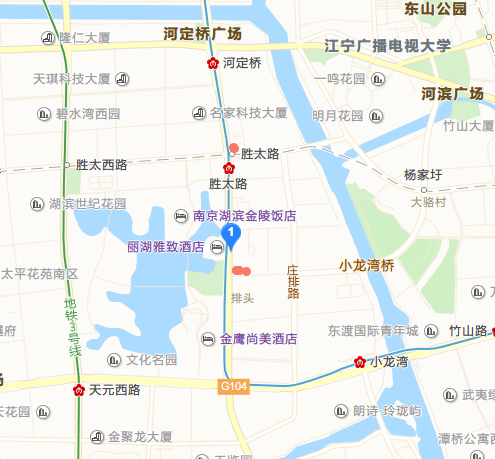 东山公园
隆仁大厦
河定桥广场
江宁广播电视大学
河定桥
天琪科技大厦
一鸣花园
河滨广场
碧水湾西园
名家科技大厦
明月花园
竹山大厦
胜太路
胜太西路
杨家圩
胜太路
湖滨世纪花园
大骆村
南京湖滨金陵饭店
1
丽湖雅致酒店
太平花苑南区
小龙湾桥
庄排路
排头
地铁3号线
金鹰尚美酒店
东渡国际青年城
竹山路
文化名园
小龙湾
天元西路
G104
武夷绿
朗诗·玲珑屿
花园
金聚龙大厦
潭桥公寓西